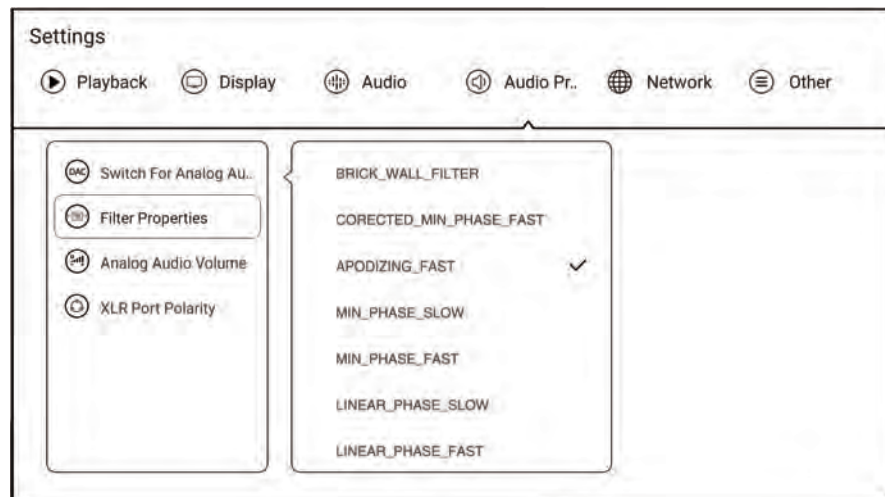 Settings
Playback Display Audio Audio Pr.. Network Other
DAC Switch For Analog Au..
Filter Properties
Analog Audio Volume
XLR Port Polarity
BRICK_WALL_FILTER
CORECTED_MIN_PHASE_FAST
APODIZING_FAST
MIN_PHASE_SLOW
MIN_PHASE_FAST
LINEAR_PHASE_SLOW
LINEAR_PHASE_FAST